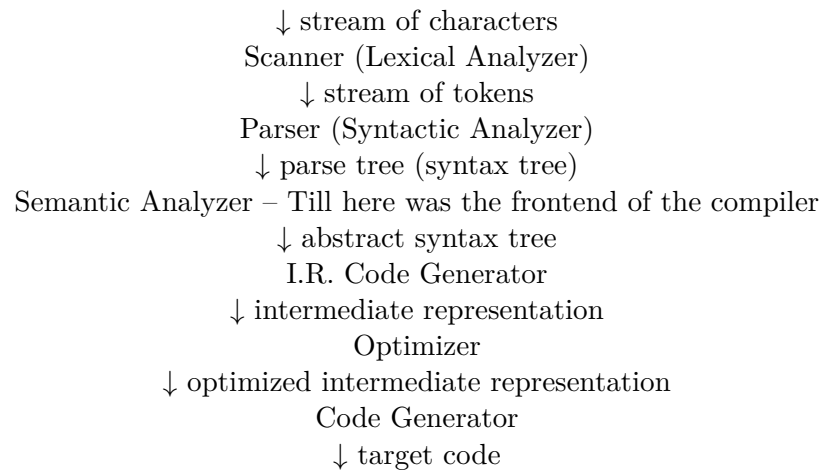 ↓ stream of characters
Scanner (Lexical Analyzer)
↓ stream of tokens
Parser (Syntactic Analyzer)
↓ parse tree (syntax tree)
Semantic Analyzer – Till here was the frontend of the compiler
↓ abstract syntax tree
I.R. Code Generator
↓ intermediate representation
Optimizer
↓ optimized intermediate representation
Code Generator
↓ target code